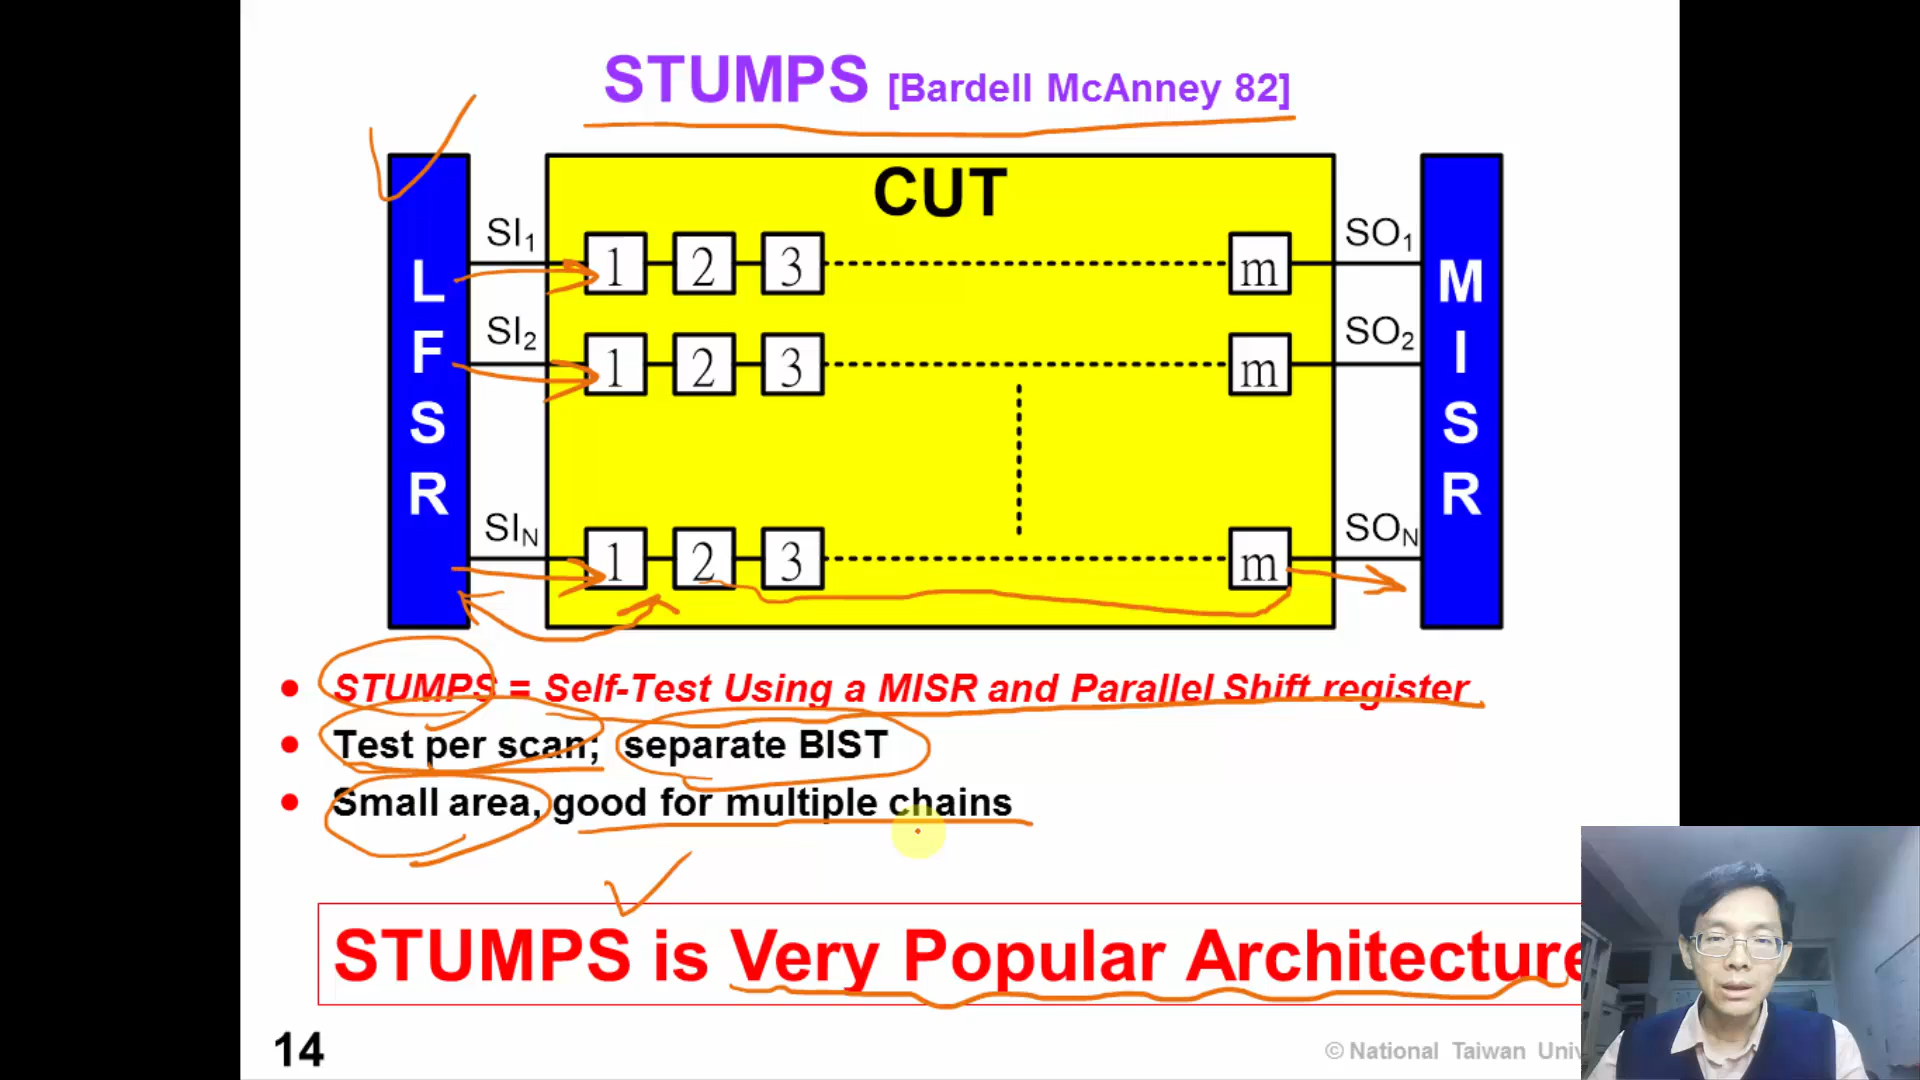 STUMPS [Bardell McAnney 82]
CUT
LFSR
MISR
SI1 1 2 3 m SO1
SI2 1 2 3 m SO2
SIN 1 2 3 m SON
• STUMPS = Self-Test Using a MISR and Parallel Shift register
• Test per scan; separate BIST
• Small area, good for multiple chains
STUMPS is Very Popular Architecture
14
© National Taiwan Univ